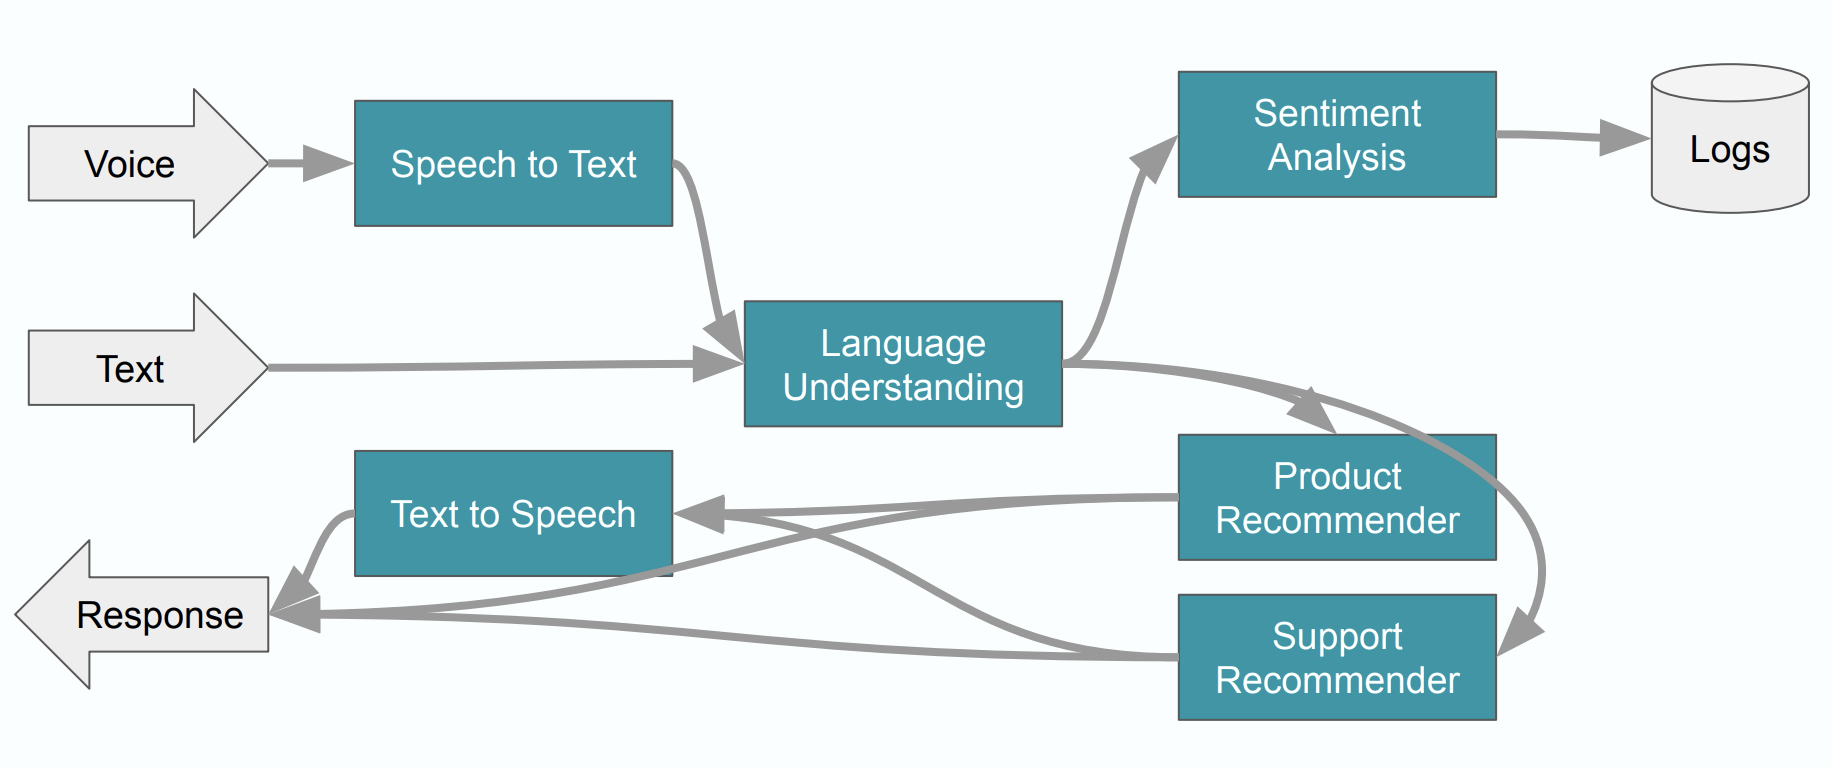 Voice
Speech to Text
Sentiment
Analysis
Logs
Text
Language
Understanding
Text to Speech
Product
Recommender
Response
Support
Recommender